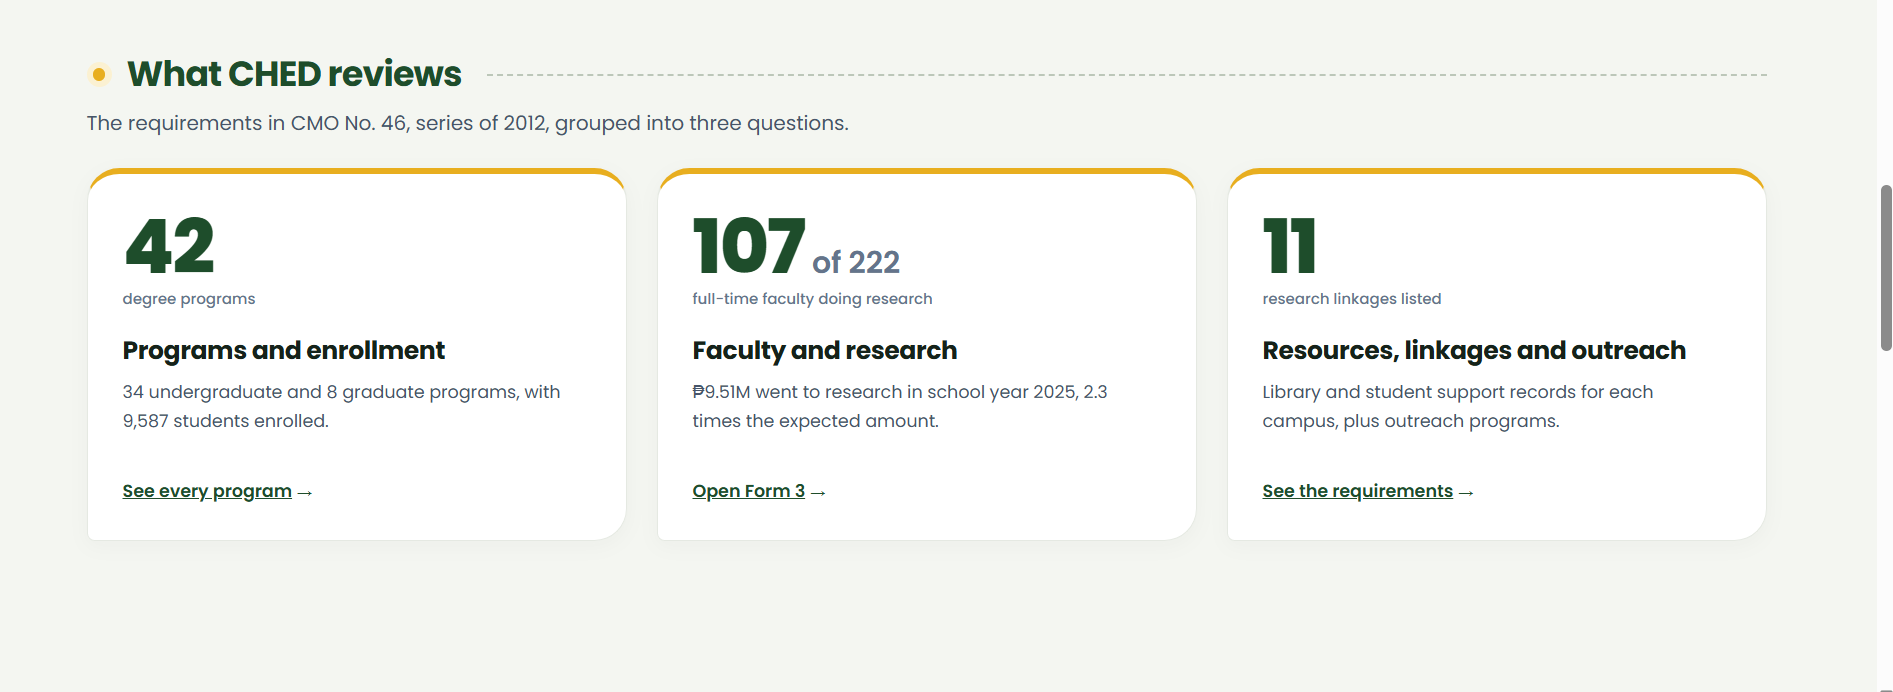 What CHED reviews
The requirements in CMO No. 46, series of 2012, grouped into three questions.
42
degree programs
Programs and enrollment
34 undergraduate and 8 graduate programs, with
9,587 students enrolled.
See every program →
107 of 222
full-time faculty doing research
Faculty and research
₱9.51M went to research in school year 2025, 2.3
times the expected amount.
Open Form 3 →
11
research linkages listed
Resources, linkages and outreach
Library and student support records for each
campus, plus outreach programs.
See the requirements →